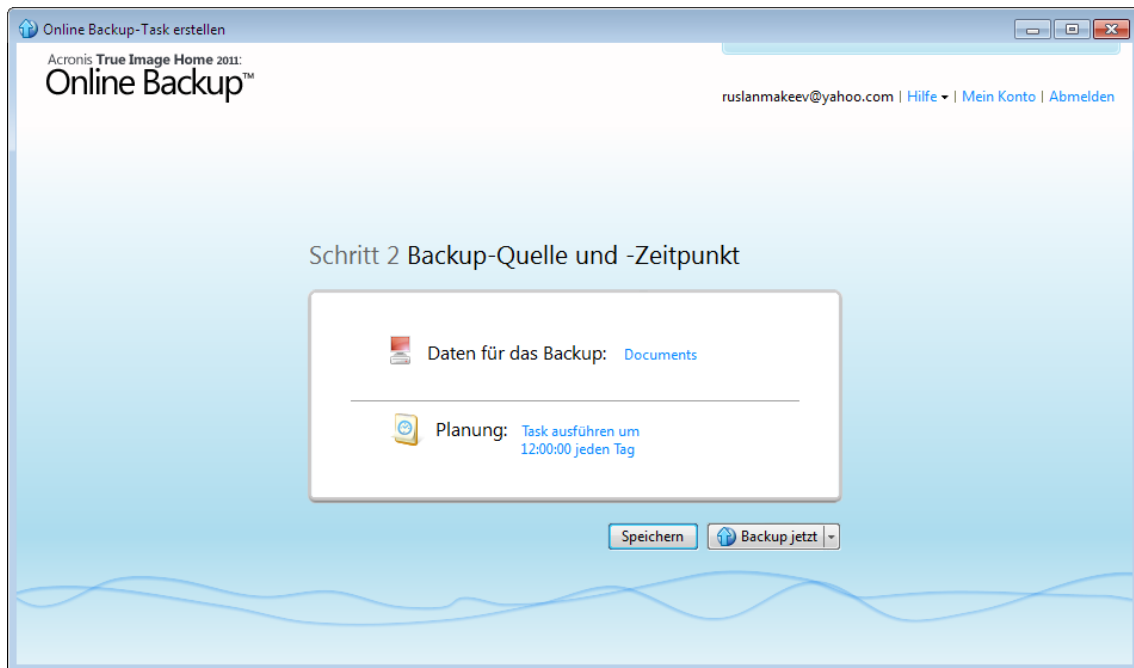 Online Backup-Task erstellen
Acronis True Image Home 2011:
Online Backup™
ruslanmakeev@yahoo.com | Hilfe | Mein Konto | Abmelden
Schritt 2 Backup-Quelle und -Zeitpunkt
Daten für das Backup: Documents
Planung: Task ausführen um
12:00:00 jeden Tag
Speichern
Backup jetzt